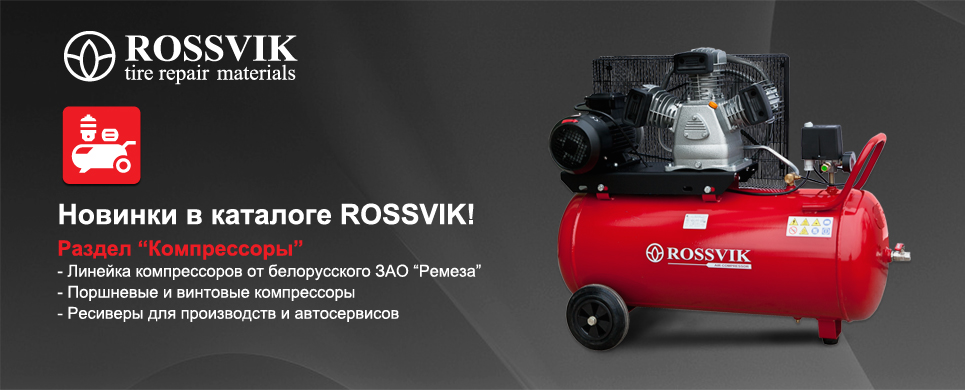 ROSSVIK
tire repair materials
Новинки в каталоге ROSSVIK!
Раздел “Компрессоры”
- Линейка компрессоров от белорусского ЗАО “Ремеза”
- Поршневые и винтовые компрессоры
- Ресиверы для производств и автосервисов
ROSSVIK